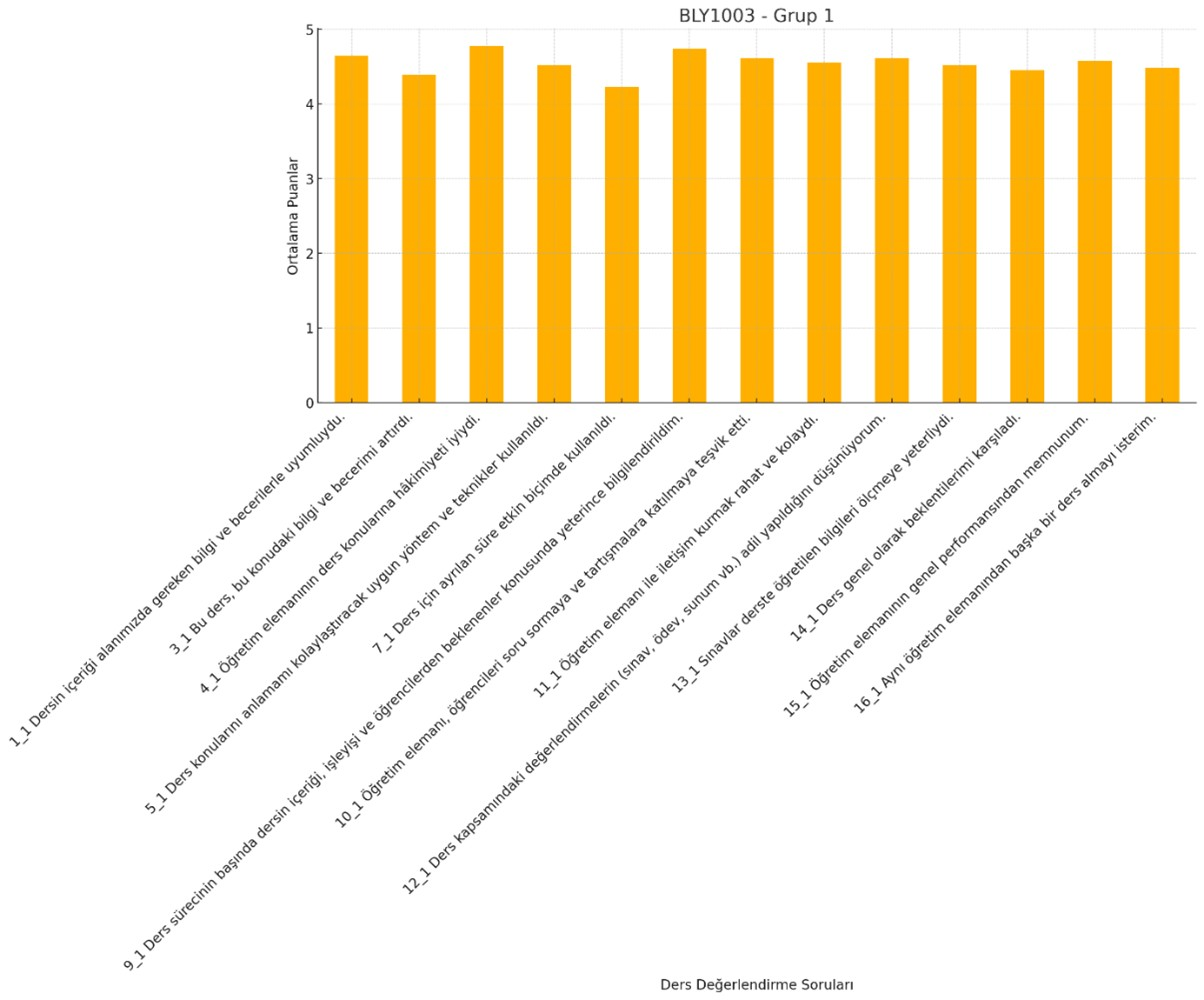 BLY1003 - Grup 1
Ortalama Puanlar
5
4
3
2
1
0
1_1 Dersin içeriği alanımızda gereken bilgi ve becerilerle uyumluydu.
3_1 Bu ders, bu konudaki bilgi ve becerimi artırdı.
4_1 Öğretim elemanının ders konularına hâkimiyeti iyiydi.
5_1 Ders konularını anlamamı kolaylaştıracak uygun yöntem ve teknikler kullanıldı.
7_1 Ders için ayrılan süre etkin biçimde kullanıldı.
9_1 Ders sürecinin başında dersin içeriği, işleyişi ve öğrencilerden beklenenler konusunda yeterince bilgilendirildim.
10_1 Öğretim elemanı, öğrencileri soru sormaya ve tartışmalara katılmaya teşvik etti.
11_1 Öğretim elemanı ile iletişim kurmak rahat ve kolaydı.
12_1 Ders kapsamındaki değerlendirmelerin (sınav, ödev, sunum vb.) adil yapıldığını düşünüyorum.
13_1 Sınavlar derste öğretilen bilgileri ölçmeye yeterliydi.
14_1 Ders genel olarak beklentilerimi karşıladı.
15_1 Öğretim elemanının genel performansından memnunum.
16_1 Aynı öğretim elemanından başka bir ders almayı isterim.
Ders Değerlendirme Soruları